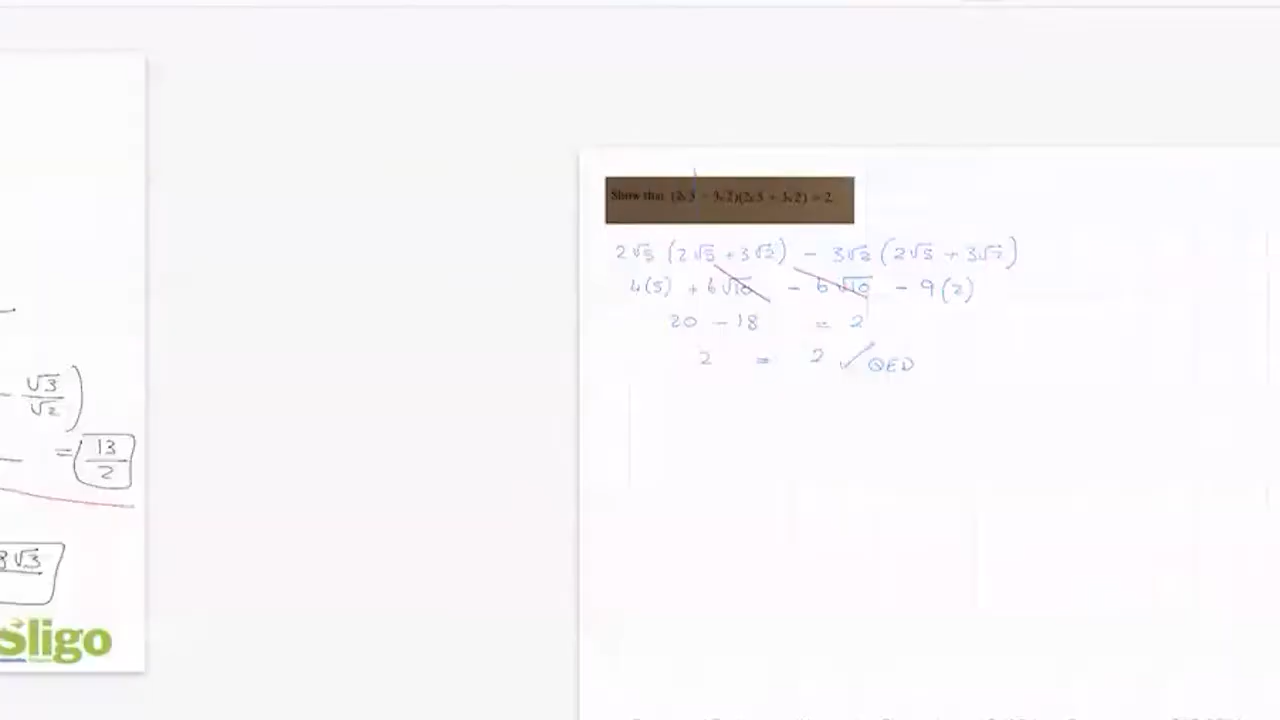 - √3/√2)
= 13/2
8√3
Sligo
Show that (2√5 − 3√2)(2√5 + 3√2) = 2.
2√5 (2√5 + 3√2) − 3√2 (2√5 + 3√2)
4(5) + 6√10 − 6√10 − 9(2)
20 − 18 = 2
2 = 2 ✓ QED